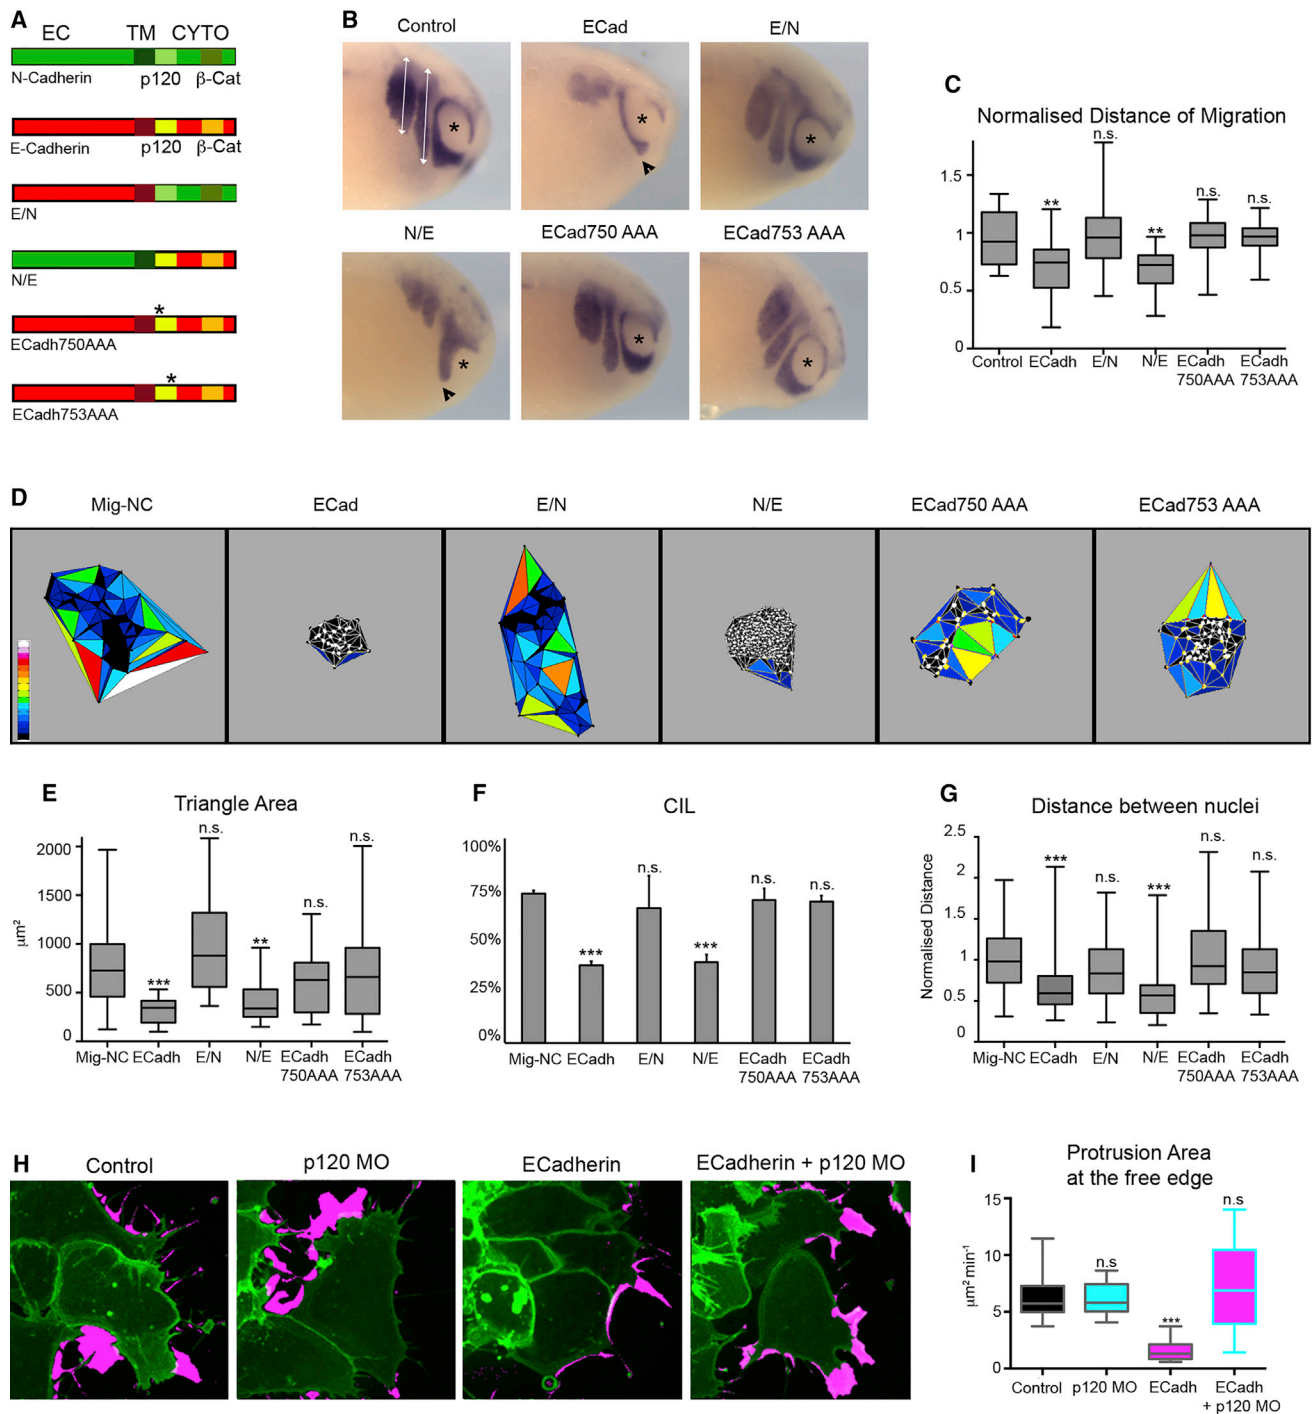 A
EC TM CYTO
N-Cadherin p120 β-Cat
E-Cadherin p120 β-Cat
E/N
N/E
*
ECadh750AAA
*
ECadh753AAA
B
Control ECad E/N
* * *
N/E ECad750 AAA ECad753 AAA
* * *
C
Normalised Distance of Migration
n.s.
** ** n.s. n.s.
1.5
1
0.5
0
Control ECadh E/N N/E ECadh 750AAA ECadh 753AAA
D
Mig-NC ECad E/N N/E ECad750 AAA ECad753 AAA
E
Triangle Area
n.s. n.s.
*** ** n.s.
2000
1500
1000
500
0
μm²
Mig-NC ECadh E/N N/E ECadh 750AAA ECadh 753AAA
F
CIL
100%
75%
50%
25%
0%
*** n.s. *** n.s. n.s.
Mig-NC ECadh E/N N/E ECadh 750AAA ECadh 753AAA
G
Distance between nuclei
2.5
2
1.5
1
0.5
0
Normalised Distance
*** n.s. *** n.s. n.s.
Mig-NC ECadh E/N N/E ECadh 750AAA ECadh 753AAA
H
Control p120 MO ECadherin ECadherin + p120 MO
I
Protrusion Area
at the free edge
15
10
5
0
μm² min⁻¹
n.s *** n.s
Control p120 MO ECadh ECadh + p120 MO